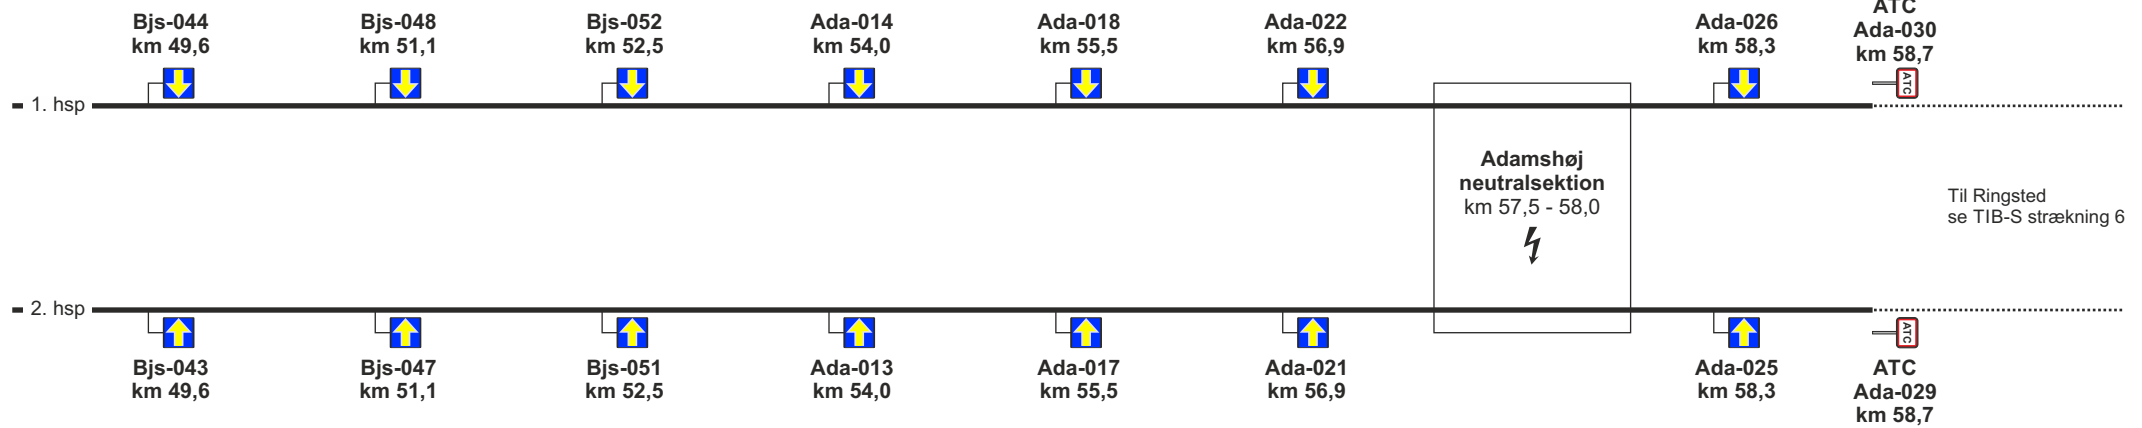 Bjs-044
km 49,6
Bjs-048
km 51,1
Bjs-052
km 52,5
Ada-014
km 54,0
Ada-018
km 55,5
Ada-022
km 56,9
Ada-026
km 58,3
ATC
Ada-030
km 58,7
ATC
1. hsp
Adamshøj
neutralsektion
km 57,5 - 58,0
Til Ringsted
se TIB-S strækning 6
2. hsp
ATC
Bjs-043
km 49,6
Bjs-047
km 51,1
Bjs-051
km 52,5
Ada-013
km 54,0
Ada-017
km 55,5
Ada-021
km 56,9
Ada-025
km 58,3
ATC
Ada-029
km 58,7